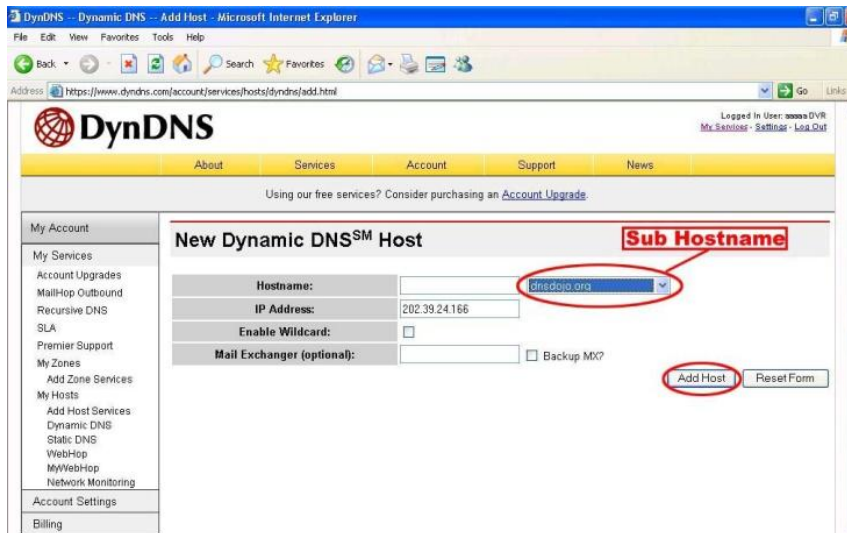 DynDNS -- Dynamic DNS -- Add Host - Microsoft Internet Explorer
File Edit View Favorites Tools Help
Back Search Favorites
Address https://www.dyndns.com/account/services/hosts/dyndns/add.html Go Links
DynDNS
Logged In User: DVR
My Services - Settings - Log Out
About Services Account Support News
Using our free services? Consider purchasing an Account Upgrade.
My Account
My Services
Account Upgrades
MailHop Outbound
Recursive DNS
SLA
Premier Support
My Zones
Add Zone Services
My Hosts
Add Host Services
Dynamic DNS
Static DNS
WebHop
MyWebHop
Network Monitoring
Account Settings
Billing
New Dynamic DNSSM Host
Sub Hostname
Hostname: dnsdojo.org
IP Address: 202.39.24.166
Enable Wildcard:
Mail Exchanger (optional): Backup MX?
Add Host Reset Form